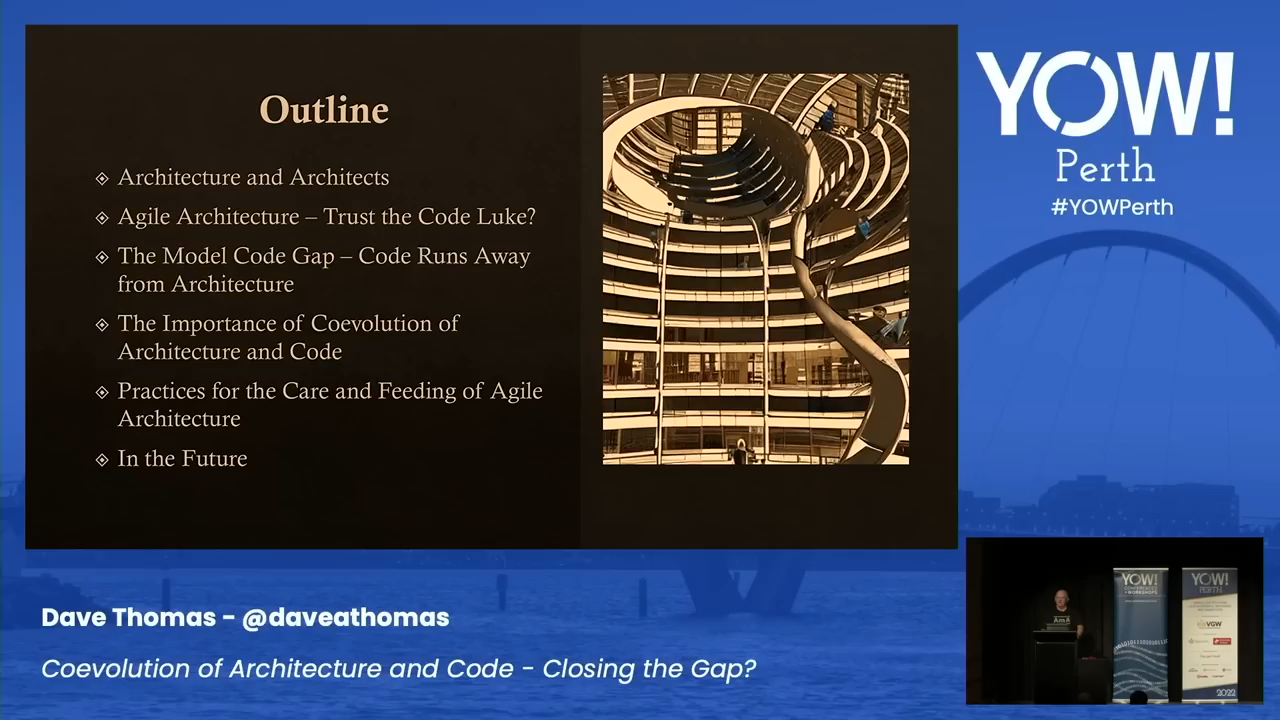 Outline
Architecture and Architects
Agile Architecture – Trust the Code Luke?
The Model Code Gap – Code Runs Away
from Architecture
The Importance of Coevolution of
Architecture and Code
Practices for the Care and Feeding of Agile
Architecture
In the Future
YOW!
Perth
#YOWPerth
Dave Thomas - @daveathomas
Coevolution of Architecture and Code - Closing the Gap?
YOW!
YOW!
PERTH
VGW
2022